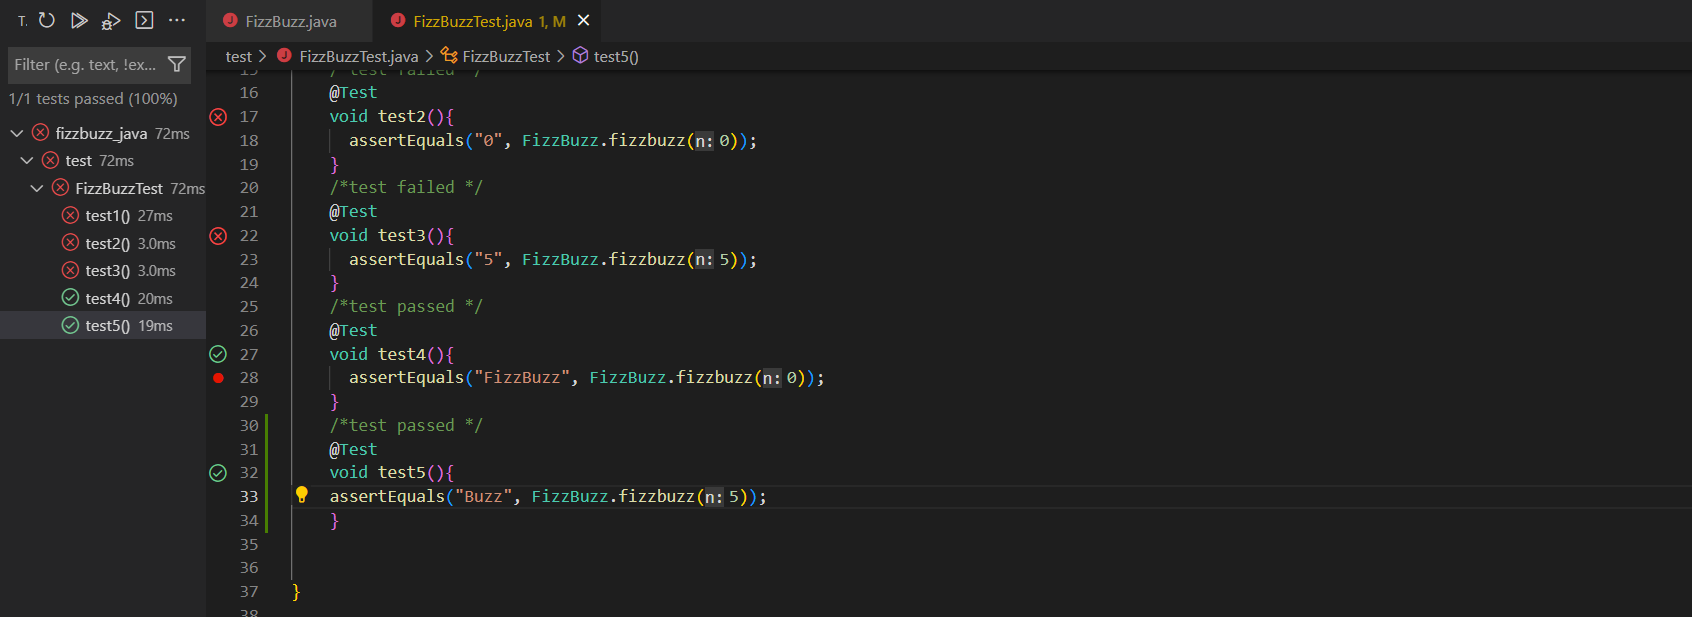 T.
FizzBuzz.java
FizzBuzzTest.java 1, M
Filter (e.g. text, !ex...
1/1 tests passed (100%)
fizzbuzz_java 72ms
test 72ms
FizzBuzzTest 72ms
test1() 27ms
test2() 3.0ms
test3() 3.0ms
test4() 20ms
test5() 19ms
test > FizzBuzzTest.java > FizzBuzzTest > test5()
15 /*test failed */
16 @Test
17 void test2(){
18 assertEquals("0", FizzBuzz.fizzbuzz(n: 0));
19 }
20 /*test failed */
21 @Test
22 void test3(){
23 assertEquals("5", FizzBuzz.fizzbuzz(n: 5));
24 }
25 /*test passed */
26 @Test
27 void test4(){
28 assertEquals("FizzBuzz", FizzBuzz.fizzbuzz(n: 0));
29 }
30 /*test passed */
31 @Test
32 void test5(){
33 assertEquals("Buzz", FizzBuzz.fizzbuzz(n: 5));
34 }
35
36
37 }
38